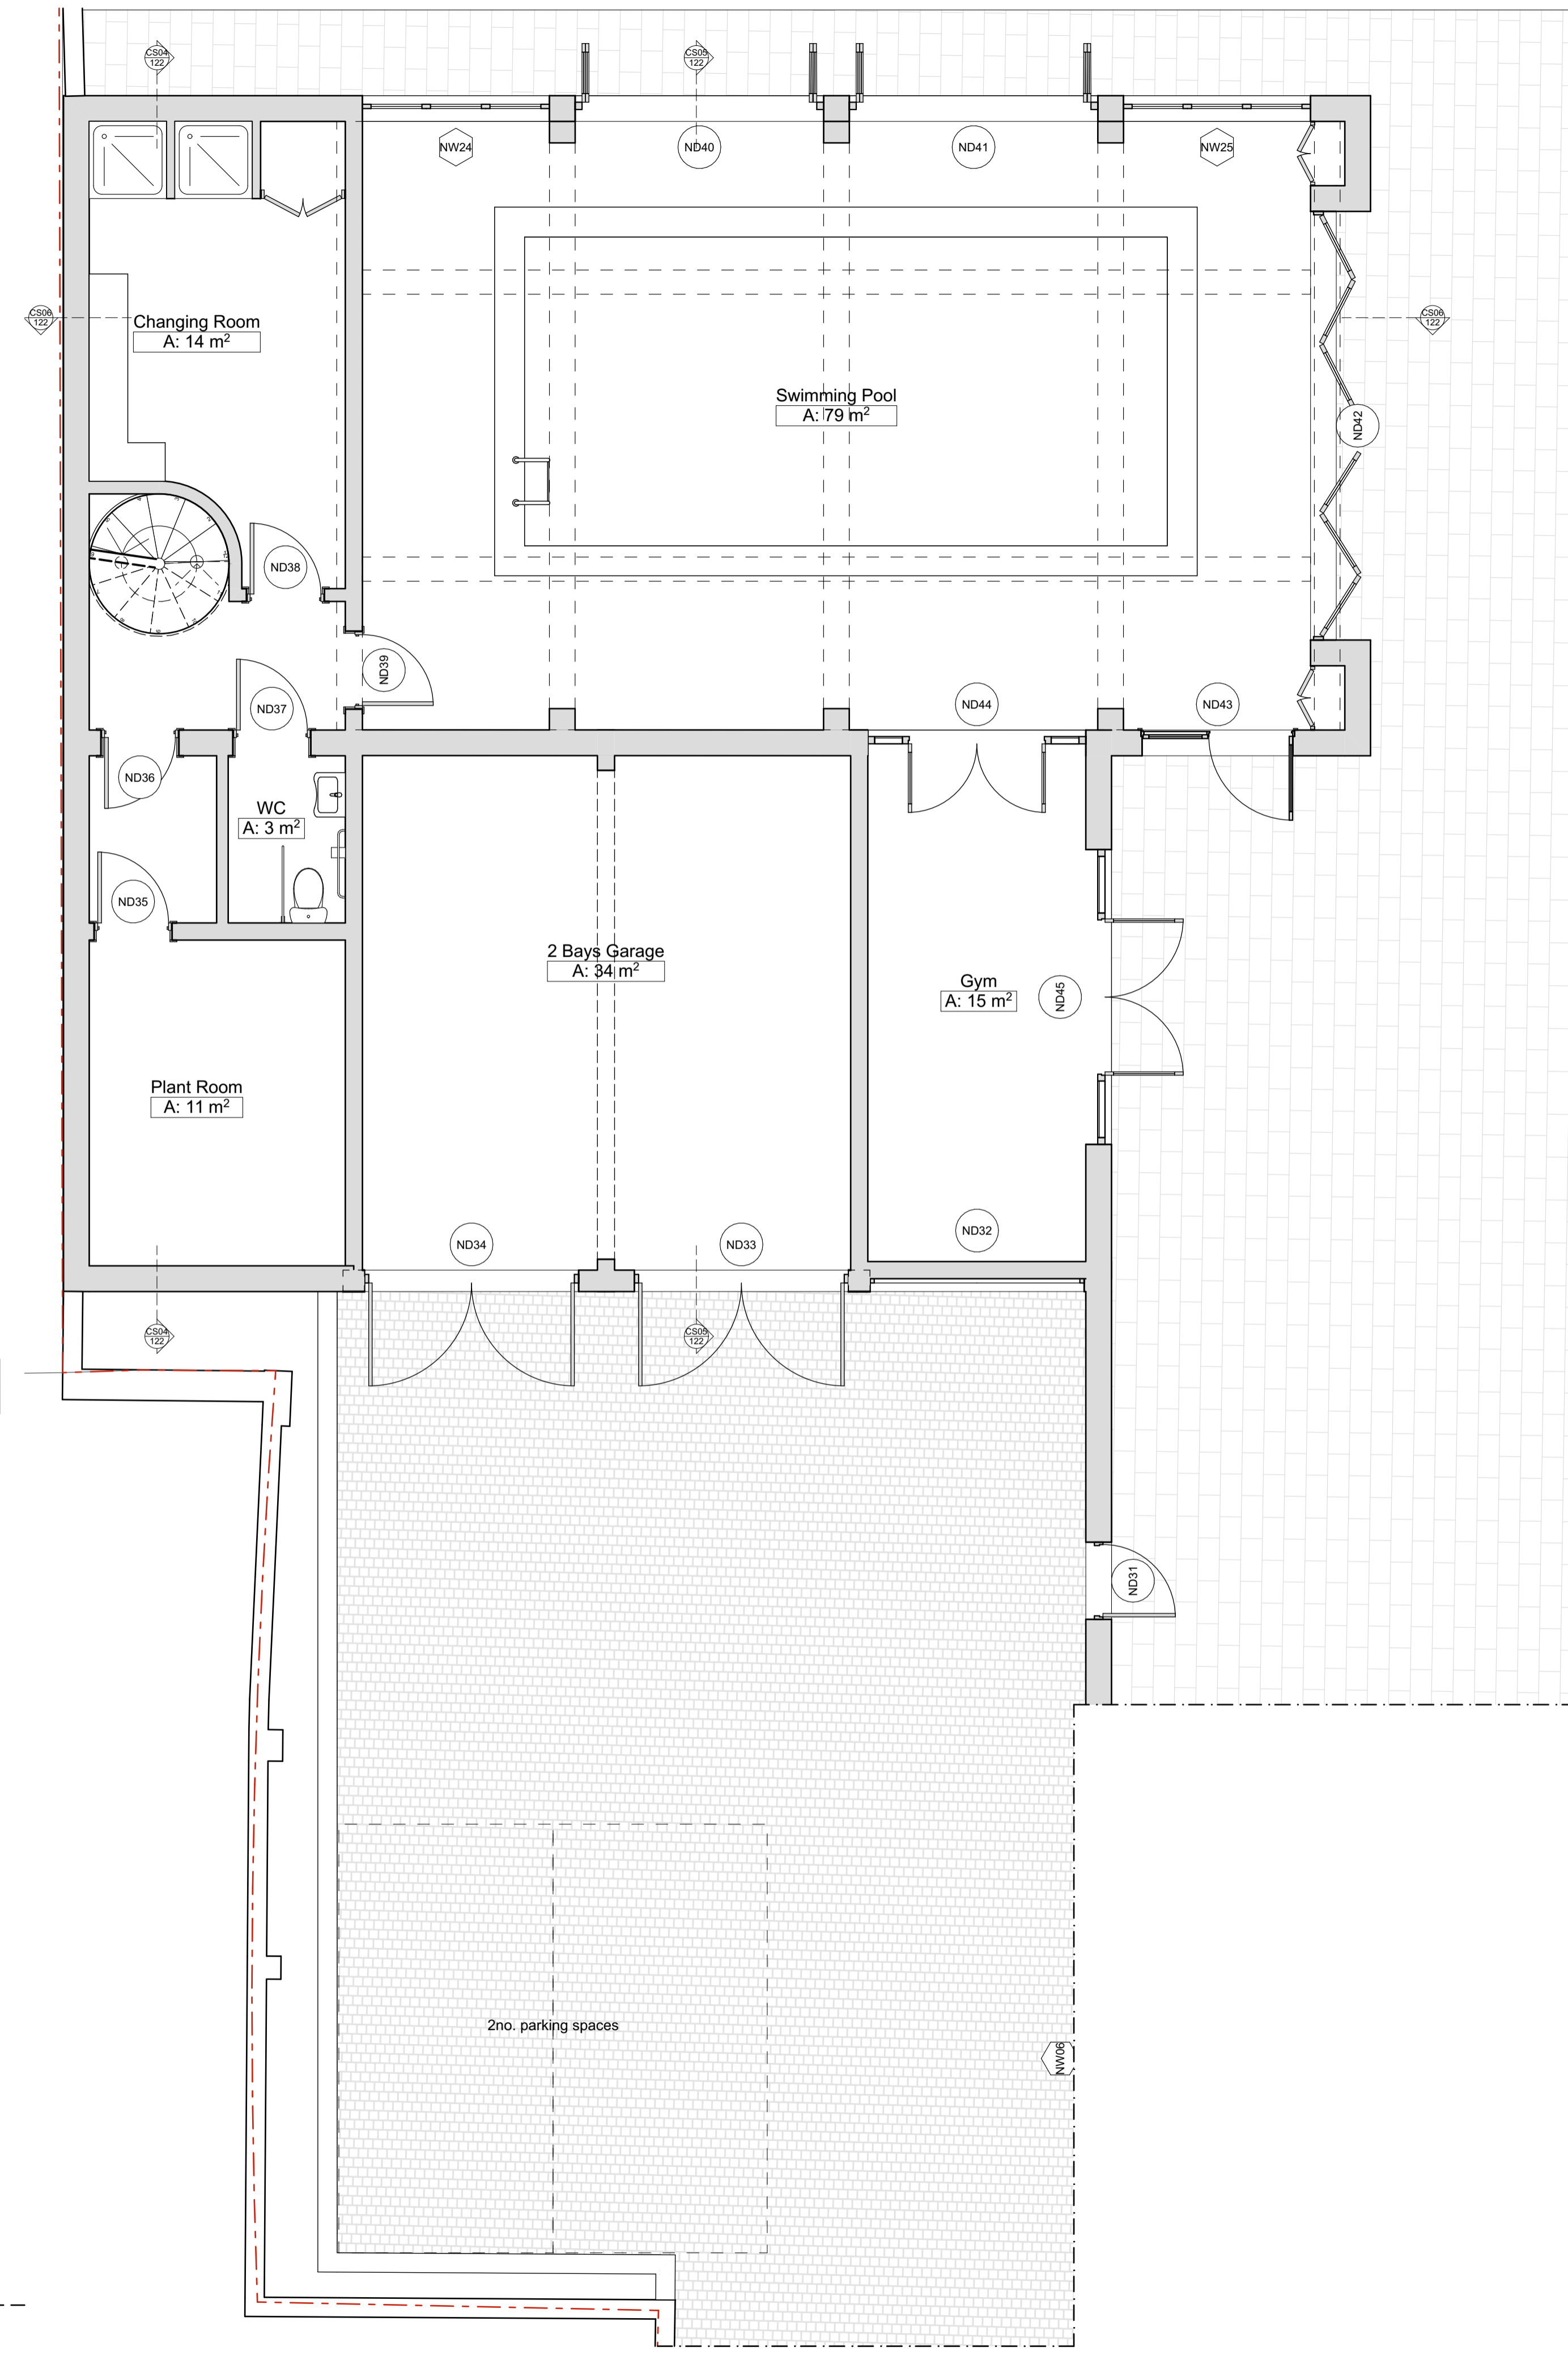 CS04
122
CS05
122
NW24
ND40
ND41
NW25
CS06
122
Changing Room
A: 14 m²
CS06
122
Swimming Pool
A: 79 m²
ND42
ND38
ND39
ND37
ND44
ND43
ND36
WC
A: 3 m²
ND35
2 Bays Garage
A: 34 m²
Gym
A: 15 m²
ND45
Plant Room
A: 11 m²
ND34
ND33
ND32
CS04
122
CS05
122
ND31
2no. parking spaces
NW06